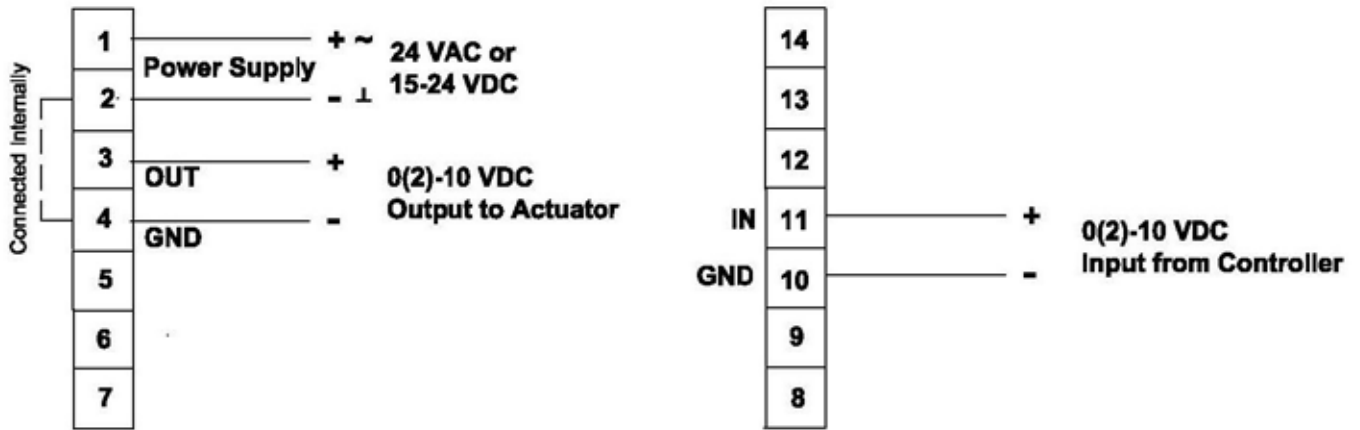 Connected Internally
1
Power Supply
+ ~
24 VAC or
15-24 VDC
2
- ⊥
3
OUT
+
0(2)-10 VDC
Output to Actuator
4
GND
-
5
6
7
14
13
12
IN
11
+
0(2)-10 VDC
Input from Controller
GND
10
-
9
8